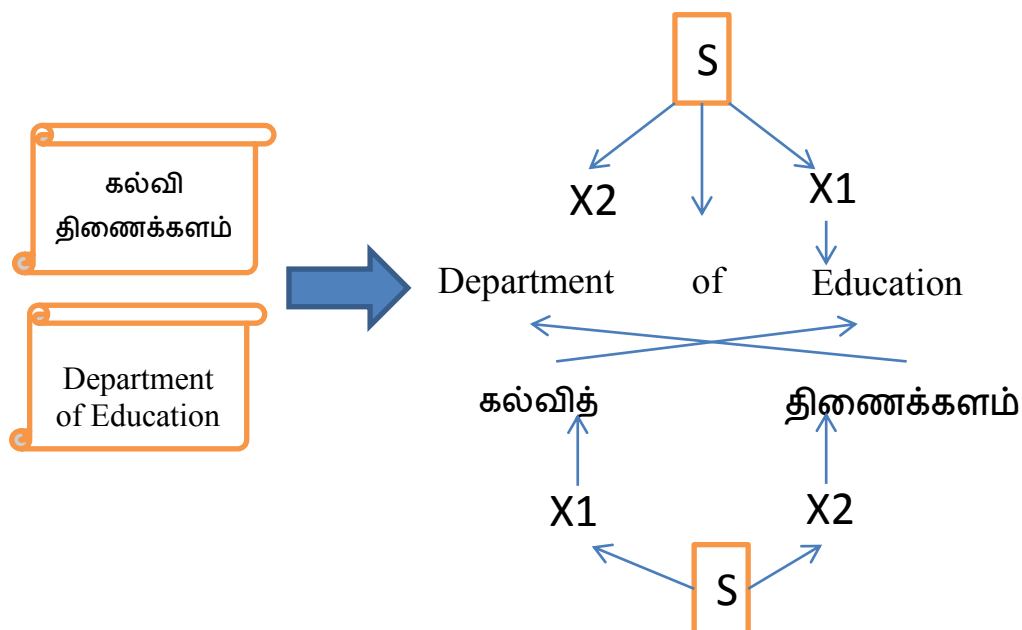 S
X2 X1
கல்வி
திணைக்களம்
Department of Education
Department
of Education
கல்வித் திணைக்களம்
X1 X2
S